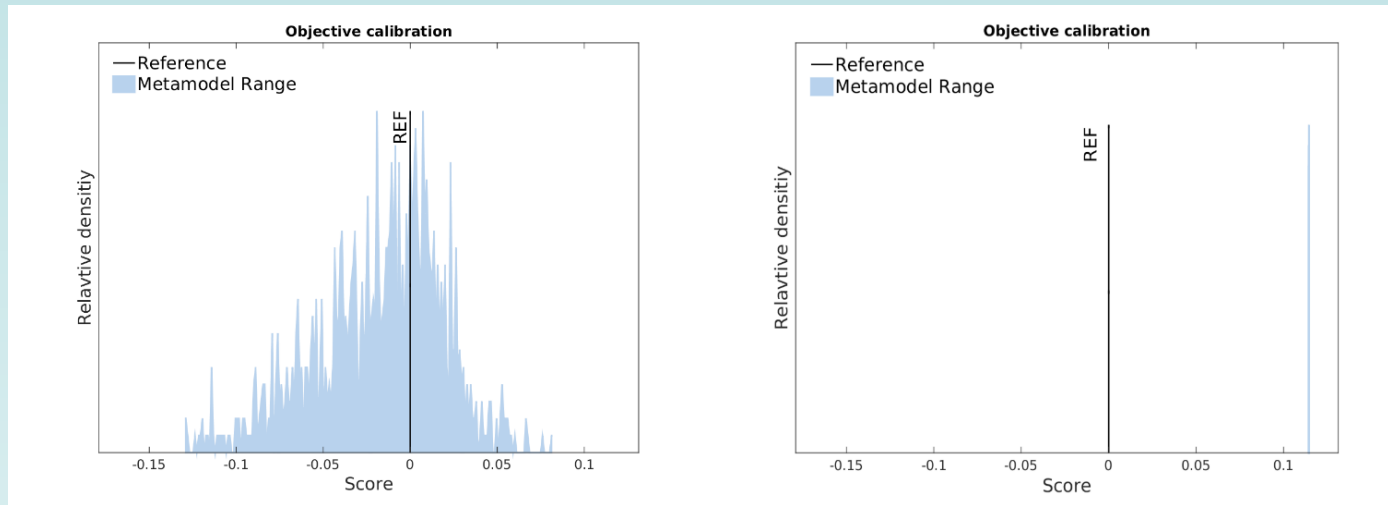 Objective calibration
Reference
Metamodel Range
REF
Relavtive densitiy
-0.15 -0.1 -0.05 0 0.05 0.1
Score
Objective calibration
Reference
Metamodel Range
REF
Relavtive densitiy
-0.15 -0.1 -0.05 0 0.05 0.1
Score